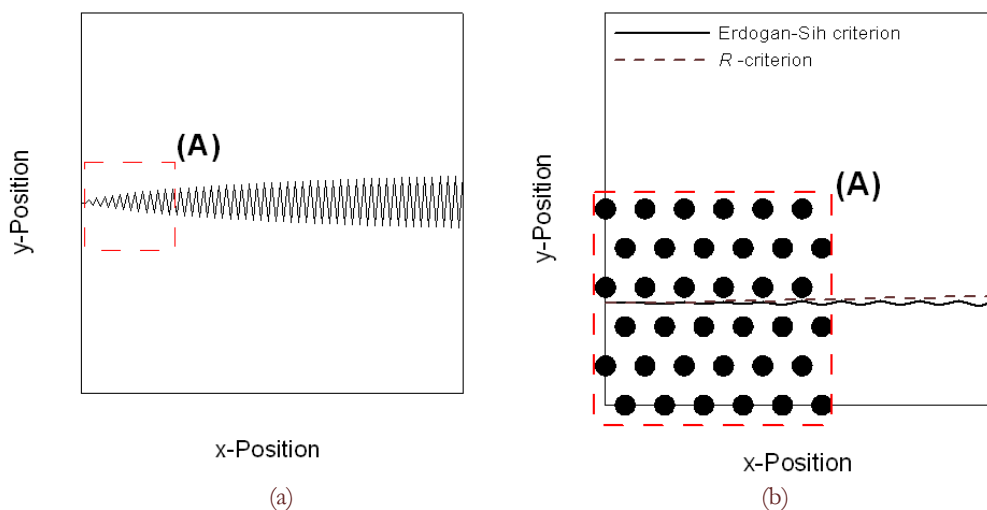 (A)
y-Position
x-Position
(a)
Erdogan-Sih criterion
R -criterion
(A)
y-Position
x-Position
(b)